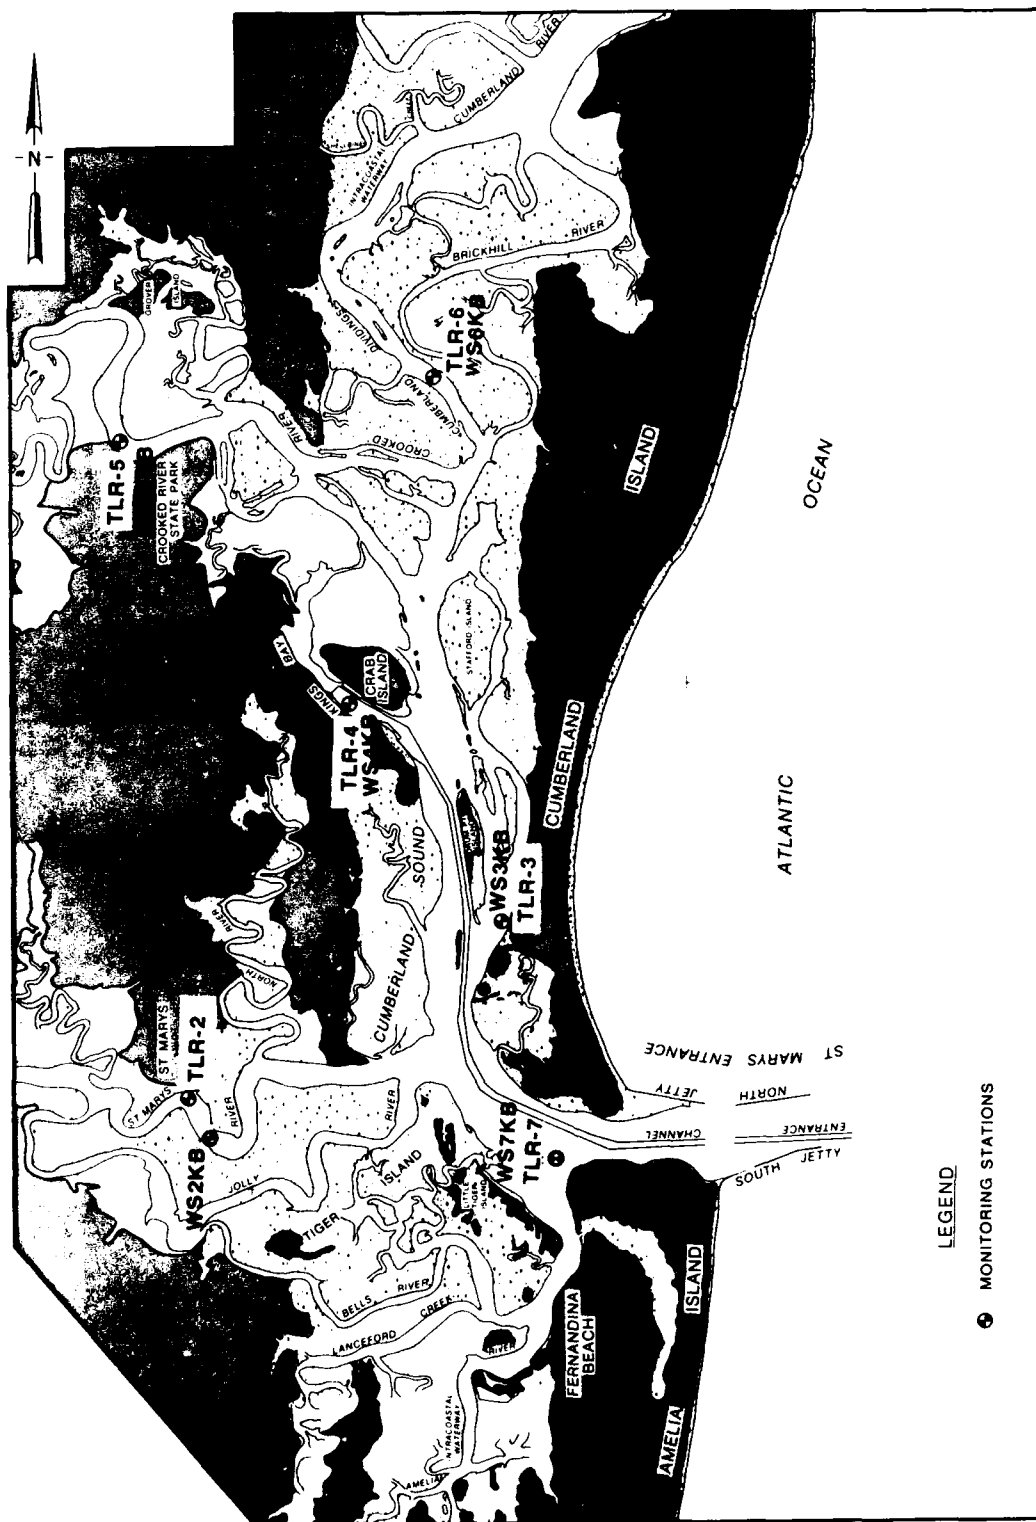 N
CUMBERLAND
RIVER
INTRACOASTAL
WATERWAY
BRICKHILL
RIVER
GROVER
ISLAND
DIVIDINGS
CUMBERLAND
TLR-6
WS6KB
TLR-5
CROOKED RIVER
STATE PARK
CROOKED
RIVER
KINGS
BAY
CRAB
ISLAND
TLR-4
WS4KB
STAFFORD ISLAND
CUMBERLAND
ISLAND
ATLANTIC
OCEAN
CUMBERLAND
SOUND
WS3KB
TLR-3
NORTH
RIVER
ST MARYS
TLR-2
ST MARYS
RIVER
WS2KB
JOLLY
RIVER
TIGER
ISLAND
LITTLE
TIGER
ISLAND
WS7KB
TLR-7
BELLS
RIVER
LANCEFORD
CREEK
RIVER
INTRACOASTAL
WATERWAY
AMELIA
FERNANDINA
BEACH
AMELIA
ISLAND
ST MARYS ENTRANCE
NORTH
JETTY
ENTRANCE
CHANNEL
SOUTH
JETTY
LEGEND
MONITORING STATIONS